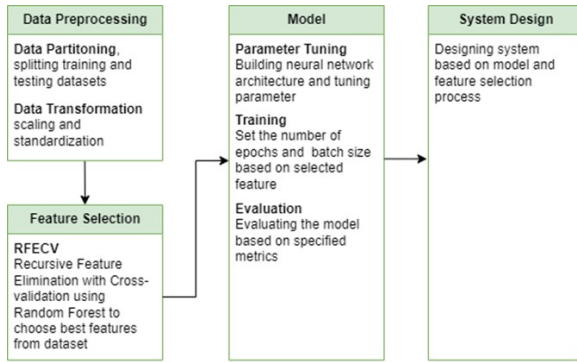 Data Preprocessing
Data Partitoning,
splitting training and
testing datasets
Data Transformation
scaling and
standardization
Feature Selection
RFECV
Recursive Feature
Elimination with Cross-
validation using
Random Forest to
choose best features
from dataset
Model
Parameter Tuning
Building neural network
architecture and tuning
parameter
Training
Set the number of
epochs and batch size
based on selected
feature
Evaluation
Evaluating the model
based on specified
metrics
System Design
Designing system
based on model and
feature selection
process